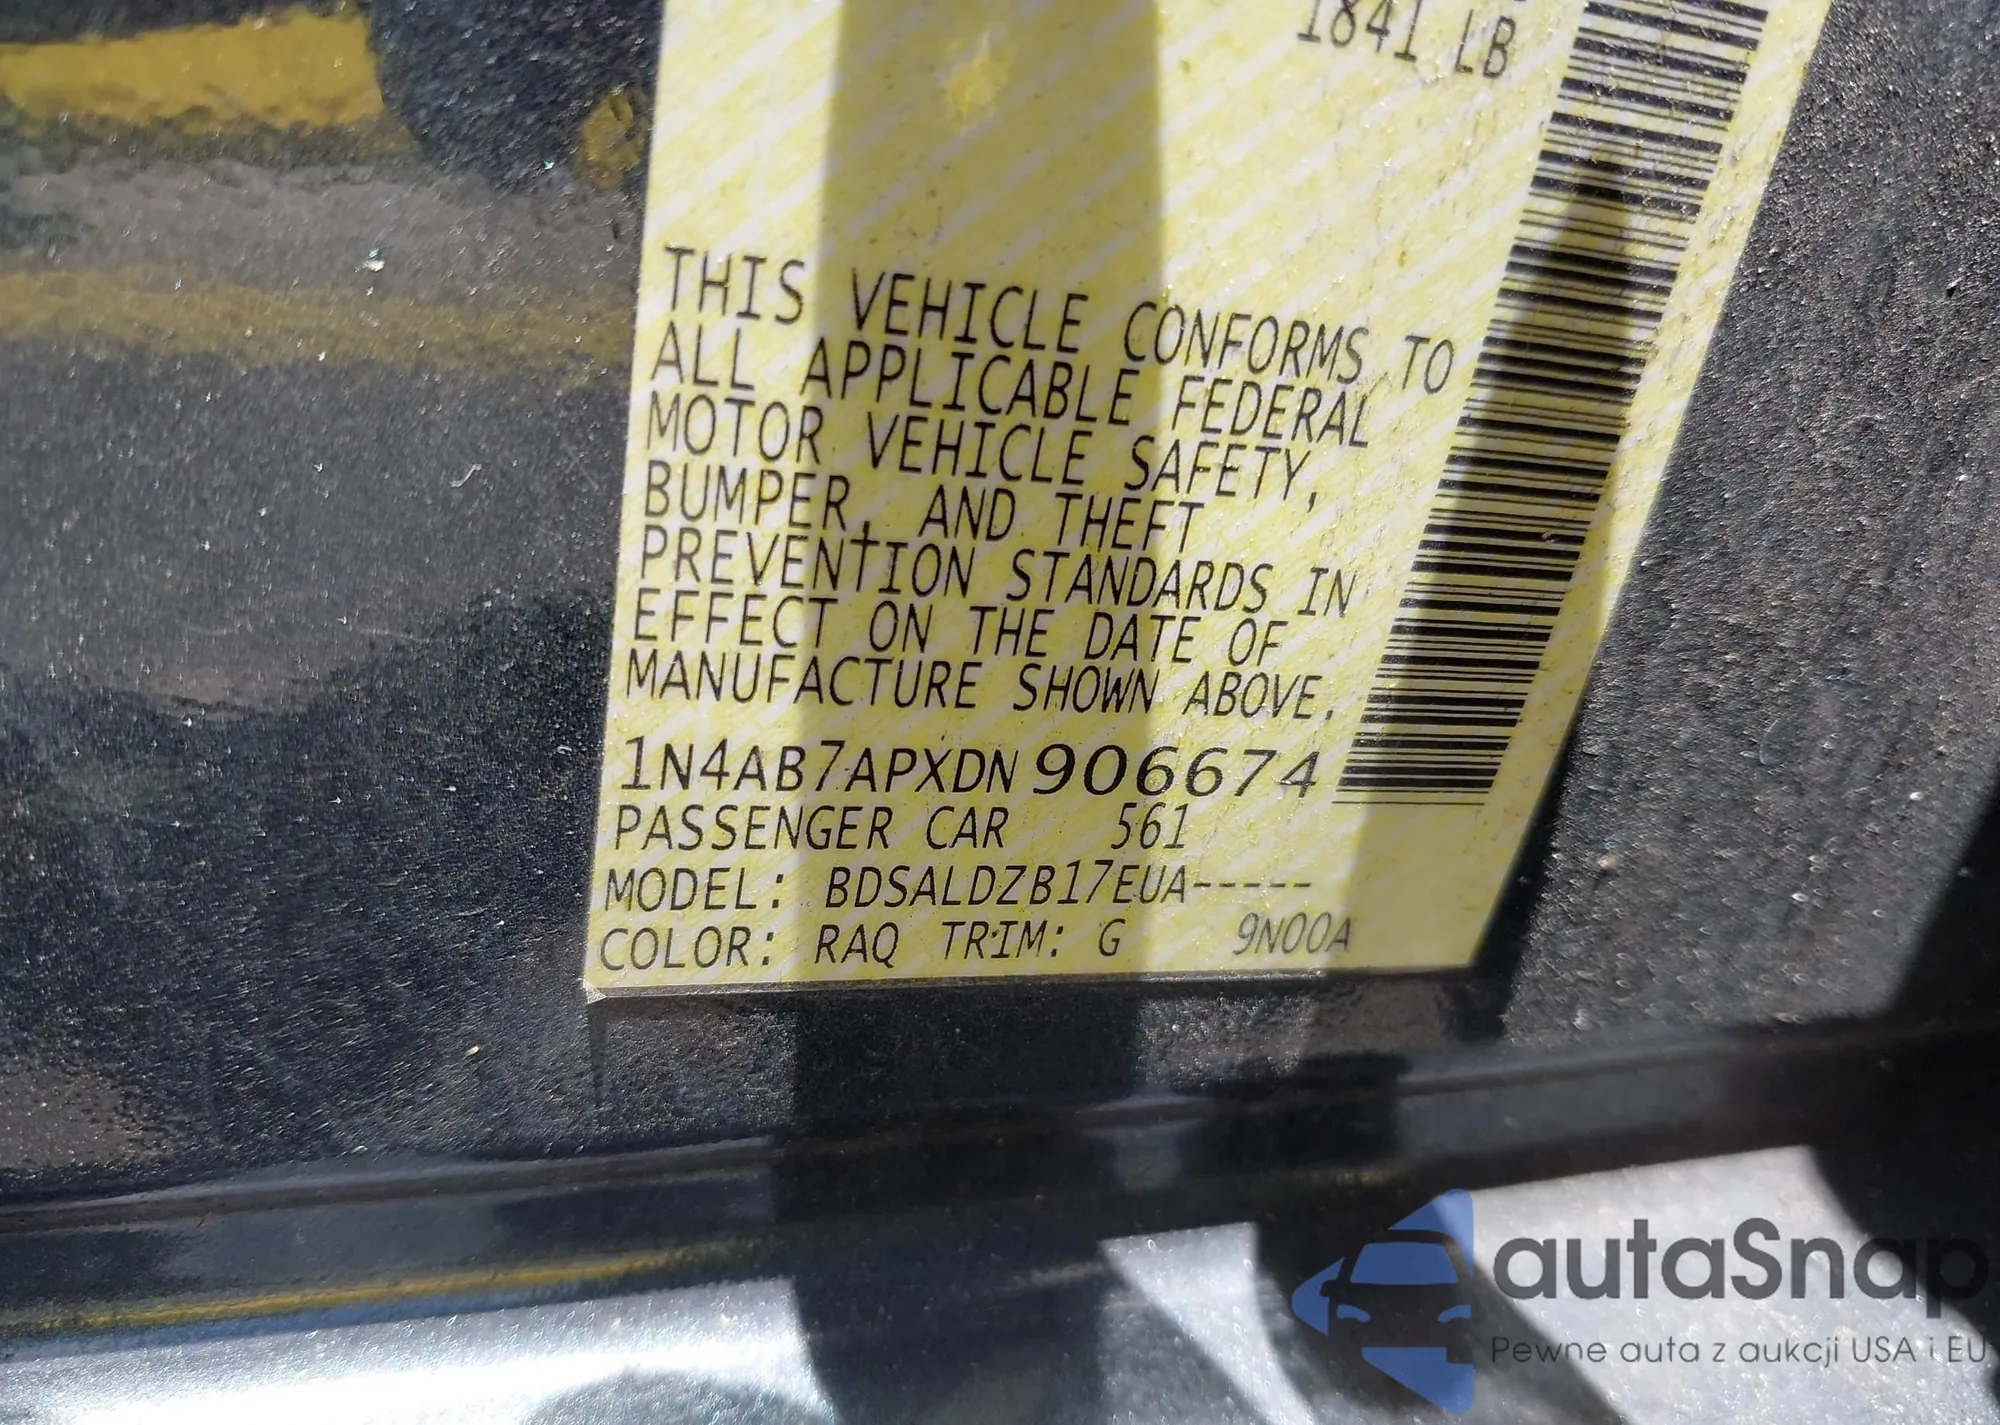 1841 LB
THIS VEHICLE CONFORMS TO
ALL APPLICABLE FEDERAL
MOTOR VEHICLE SAFETY,
BUMPER, AND THEFT
PREVENTION STANDARDS IN
EFFECT ON THE DATE OF
MANUFACTURE SHOWN ABOVE.
1N4AB7APXDN906674
PASSENGER CAR 561
MODEL: BDSALDZB17EUA-----
COLOR: RAQ TRIM: G 9N00A
autaSnap
Pewne auta z aukcji USA i EU